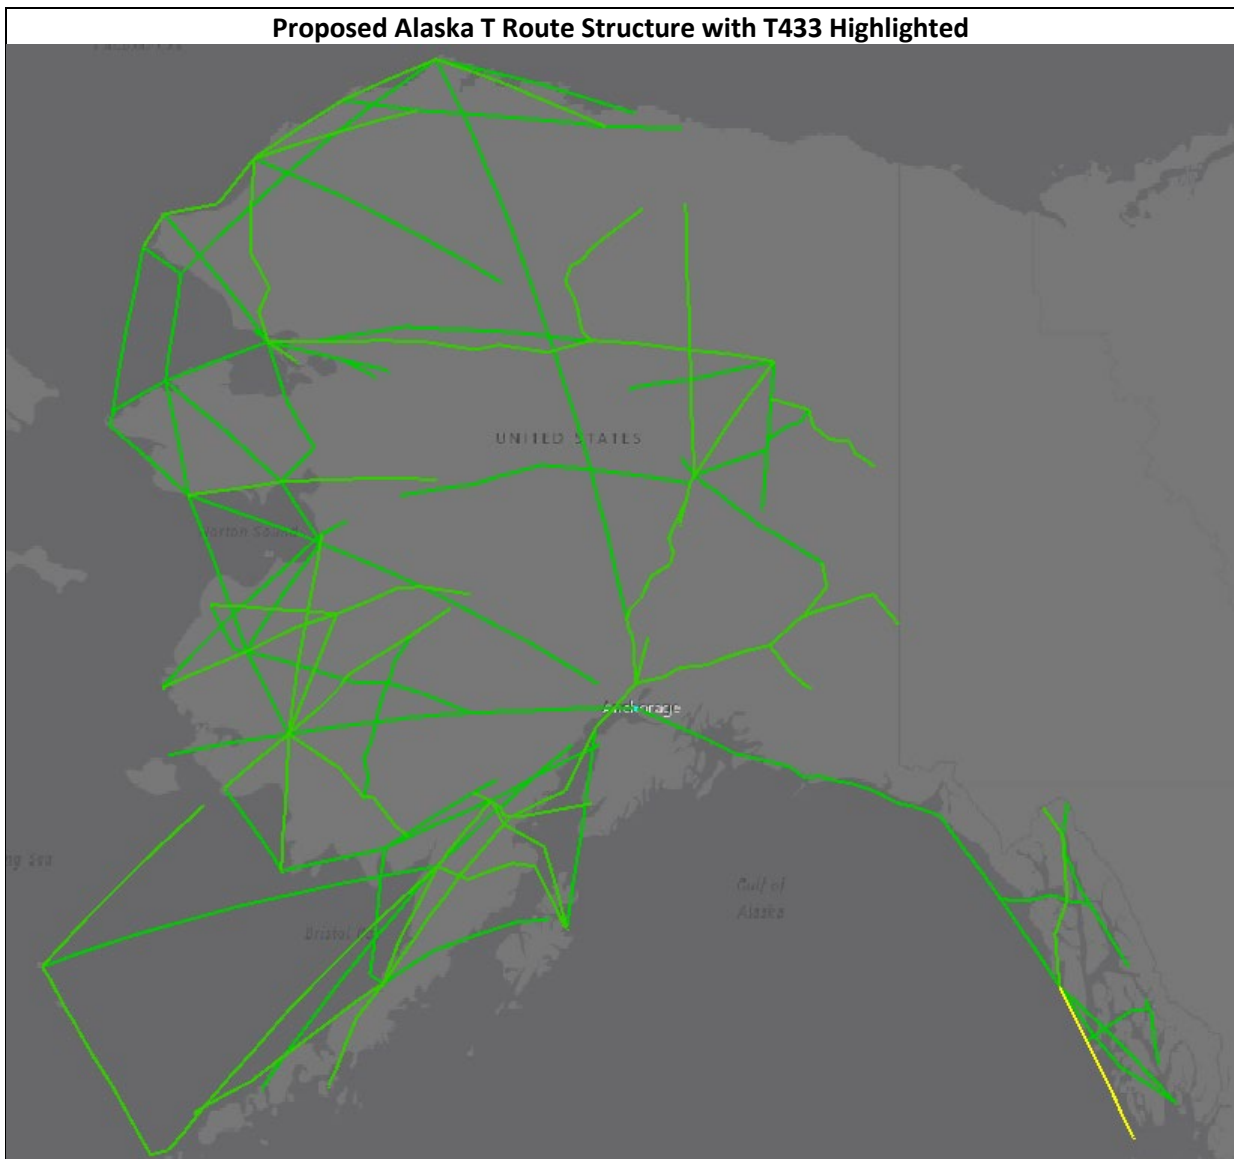 Proposed Alaska T Route Structure with T433 Highlighted
UNITED STATES
Norton Sound
Anchorage
Gulf of
Alaska
Bristol